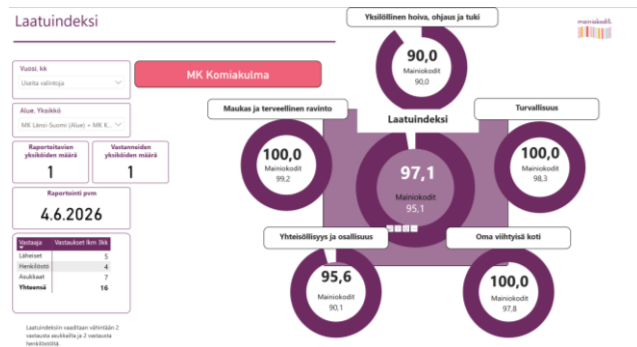 Laatuindeksi
mainiokodit
Vuosi, kk
Useita valintoja
Alue, Yksikkö
MK Länsi-Suomi (Alue) + MK K...
Raportoitavien
yksiköiden määrä
1
Vastanneiden
yksiköiden määrä
1
Raportointi pvm
4.6.2026
Vastaaja Vastaukset lkm 3kk
Läheiset 5
Henkilöstö 4
Asukkaat 7
Yhteensä 16
Laatuindeksiin vaaditaan vähintään 2
vastausta asukkailta ja 2 vastausta
henkilöstöltä
MK Komiakulma
Yksilöllinen hoiva, ohjaus ja tuki
90,0
Mainiokodit
90,0
Maukas ja terveellinen ravinto
100,0
Mainiokodit
99,2
Laatuindeksi
97,1
Mainiokodit
95,1
Turvallisuus
100,0
Mainiokodit
98,3
Yhteisöllisyys ja osallisuus
95,6
Mainiokodit
90,1
Oma viihtyisä koti
100,0
Mainiokodit
97,8